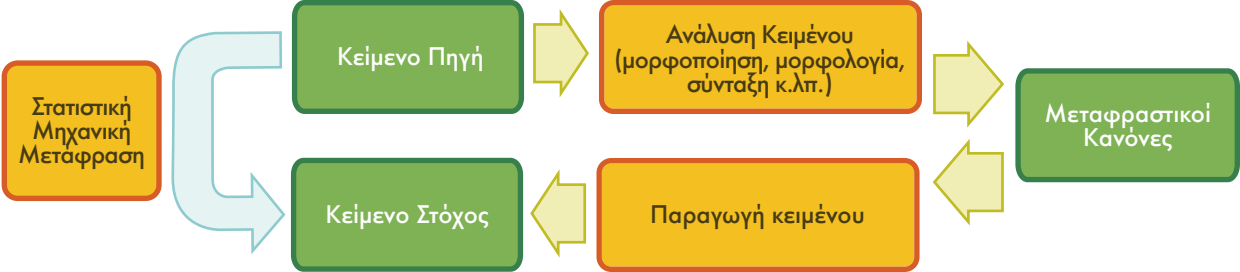 Στατιστική
Μηχανική
Μετάφραση
Κείμενο Πηγή
Ανάλυση Κειμένου
(μορφοποίηση, μορφολογία,
σύνταξη κ.λπ.)
Μεταφραστικοί
Κανόνες
Παραγωγή κειμένου
Κείμενο Στόχος